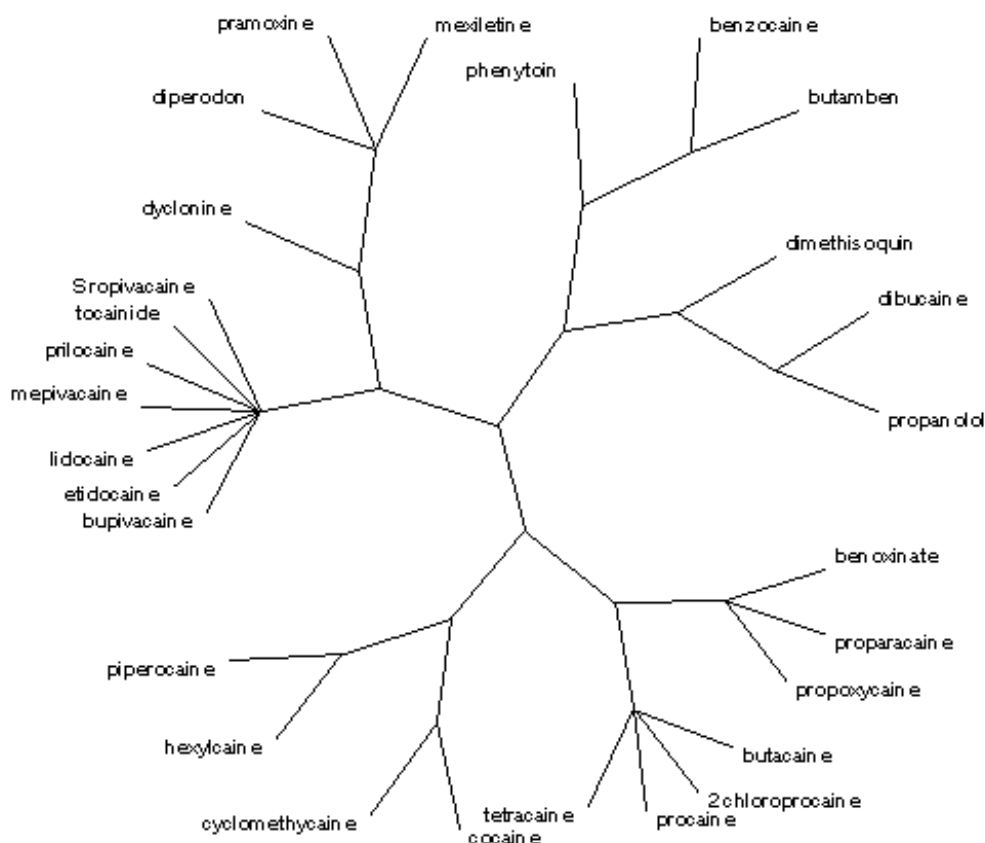 pramoxine
mexiletine
benzocaine
phenytoin
diperodon
butamben
dyclonine
dimethisoquin
Sropivacaine
tocainide
dibucaine
prilocaine
mepivacaine
propanolol
lidocaine
etidocaine
bupivacaine
benoxinate
proparacaine
piperocaine
propoxycaine
hexylcaine
butacaine
2chloroprocaine
tetracaine
procaine
cyclomethycaine
cocaine